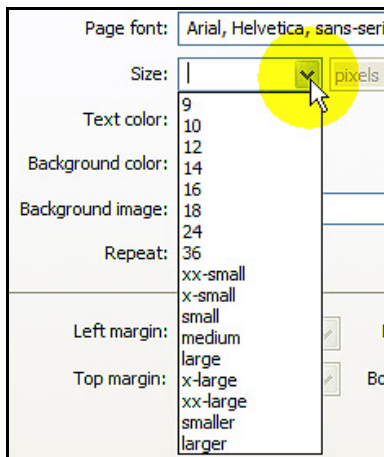 Page font: Arial, Helvetica, sans-seri
Size: pixels
9
Text color:
10
12
Background color:
14
16
Background image:
18
24
Repeat:
36
xx-small
x-small
small
Left margin:
medium
large
Top margin:
x-large
Bo
xx-large
smaller
larger